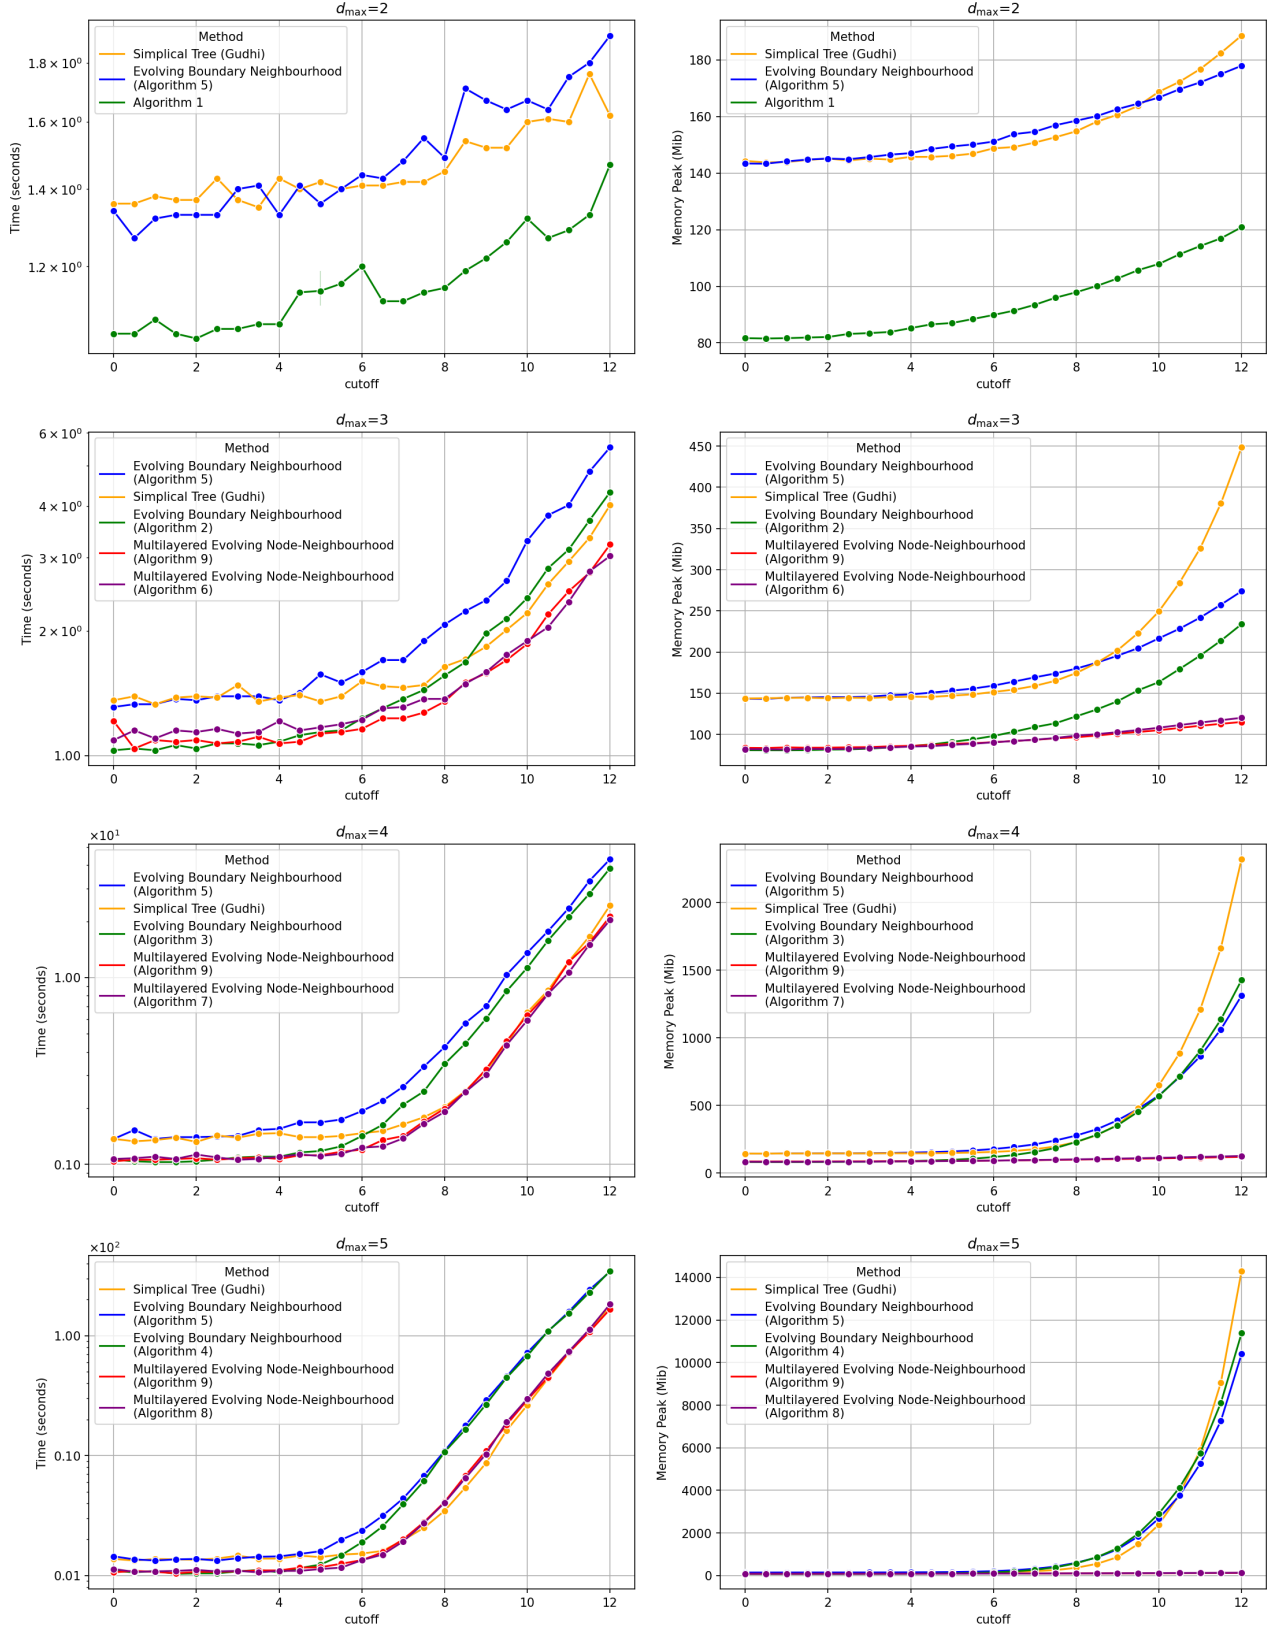 d_max=2
Time (seconds)
1.8 × 10⁰
1.6 × 10⁰
1.4 × 10⁰
1.2 × 10⁰
Method
Simplical Tree (Gudhi)
Evolving Boundary Neighbourhood
(Algorithm 5)
Algorithm 1
0 2 4 6 8 10 12
cutoff
d_max=2
Memory Peak (Mib)
180
160
140
120
100
80
Method
Simplical Tree (Gudhi)
Evolving Boundary Neighbourhood
(Algorithm 5)
Algorithm 1
0 2 4 6 8 10 12
cutoff
d_max=3
Time (seconds)
6 × 10⁰
4 × 10⁰
3 × 10⁰
2 × 10⁰
1.00
Method
Evolving Boundary Neighbourhood
(Algorithm 5)
Simplical Tree (Gudhi)
Evolving Boundary Neighbourhood
(Algorithm 2)
Multilayered Evolving Node-Neighbourhood
(Algorithm 9)
Multilayered Evolving Node-Neighbourhood
(Algorithm 6)
0 2 4 6 8 10 12
cutoff
d_max=3
Memory Peak (Mib)
450
400
350
300
250
200
150
100
Method
Evolving Boundary Neighbourhood
(Algorithm 5)
Simplical Tree (Gudhi)
Evolving Boundary Neighbourhood
(Algorithm 2)
Multilayered Evolving Node-Neighbourhood
(Algorithm 9)
Multilayered Evolving Node-Neighbourhood
(Algorithm 6)
0 2 4 6 8 10 12
cutoff
d_max=4
×10¹
Time (seconds)
1.00
0.10
Method
Evolving Boundary Neighbourhood
(Algorithm 5)
Simplical Tree (Gudhi)
Evolving Boundary Neighbourhood
(Algorithm 3)
Multilayered Evolving Node-Neighbourhood
(Algorithm 9)
Multilayered Evolving Node-Neighbourhood
(Algorithm 7)
0 2 4 6 8 10 12
cutoff
d_max=4
Memory Peak (Mib)
2000
1500
1000
500
0
Method
Evolving Boundary Neighbourhood
(Algorithm 5)
Simplical Tree (Gudhi)
Evolving Boundary Neighbourhood
(Algorithm 3)
Multilayered Evolving Node-Neighbourhood
(Algorithm 9)
Multilayered Evolving Node-Neighbourhood
(Algorithm 7)
0 2 4 6 8 10 12
cutoff
d_max=5
×10²
Time (seconds)
1.00
0.10
0.01
Method
Simplical Tree (Gudhi)
Evolving Boundary Neighbourhood
(Algorithm 5)
Evolving Boundary Neighbourhood
(Algorithm 4)
Multilayered Evolving Node-Neighbourhood
(Algorithm 9)
Multilayered Evolving Node-Neighbourhood
(Algorithm 8)
0 2 4 6 8 10 12
cutoff
d_max=5
Memory Peak (Mib)
14000
12000
10000
8000
6000
4000
2000
0
Method
Simplical Tree (Gudhi)
Evolving Boundary Neighbourhood
(Algorithm 5)
Evolving Boundary Neighbourhood
(Algorithm 4)
Multilayered Evolving Node-Neighbourhood
(Algorithm 9)
Multilayered Evolving Node-Neighbourhood
(Algorithm 8)
0 2 4 6 8 10 12
cutoff